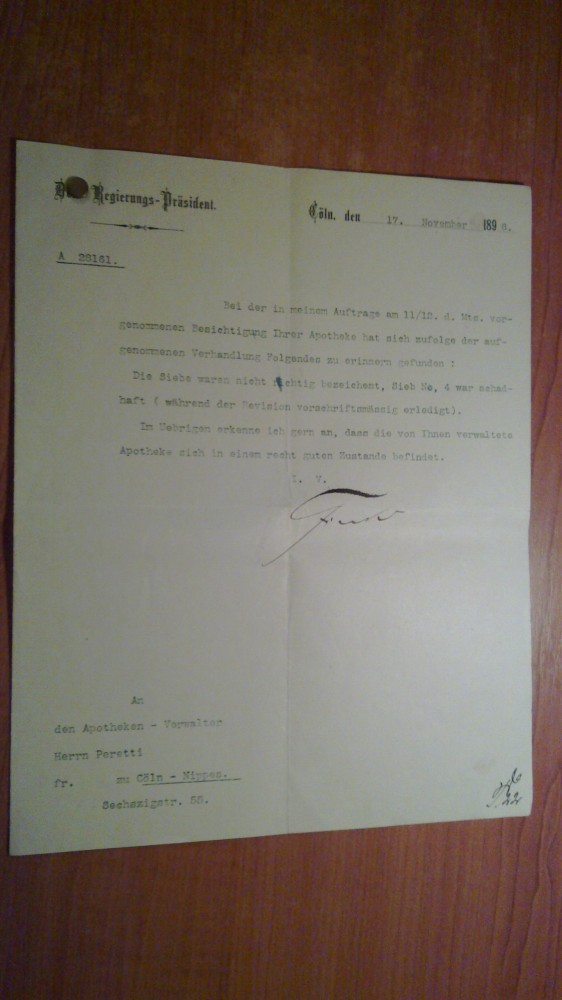 Regierungs-Präsident.
Cöln, den 17. November 189
A 28161.
Bei der in meinem Auftrage am 11/12. d. Mts. vor-
genommenen Besichtigung Ihrer Apotheke hat sich zufolge der auf-
genommenen Verhandlung Folgendes zu erinnern gefunden :
Die Siebe waren nicht richtig bezeichent, Sieb No, 4 war schad-
haft ( während der Revision vorschriftsmässig erledigt).
Im Uebrigen erkenne ich gern an, dass die von Ihnen verwaltete
Apotheke sich in einem recht guten Zustande befindet.
I. V.
An
den Apotheken - Verwalter
Herrn Peretti
fr. zu Cöln - Nippes.
Sechszigstr. 55.